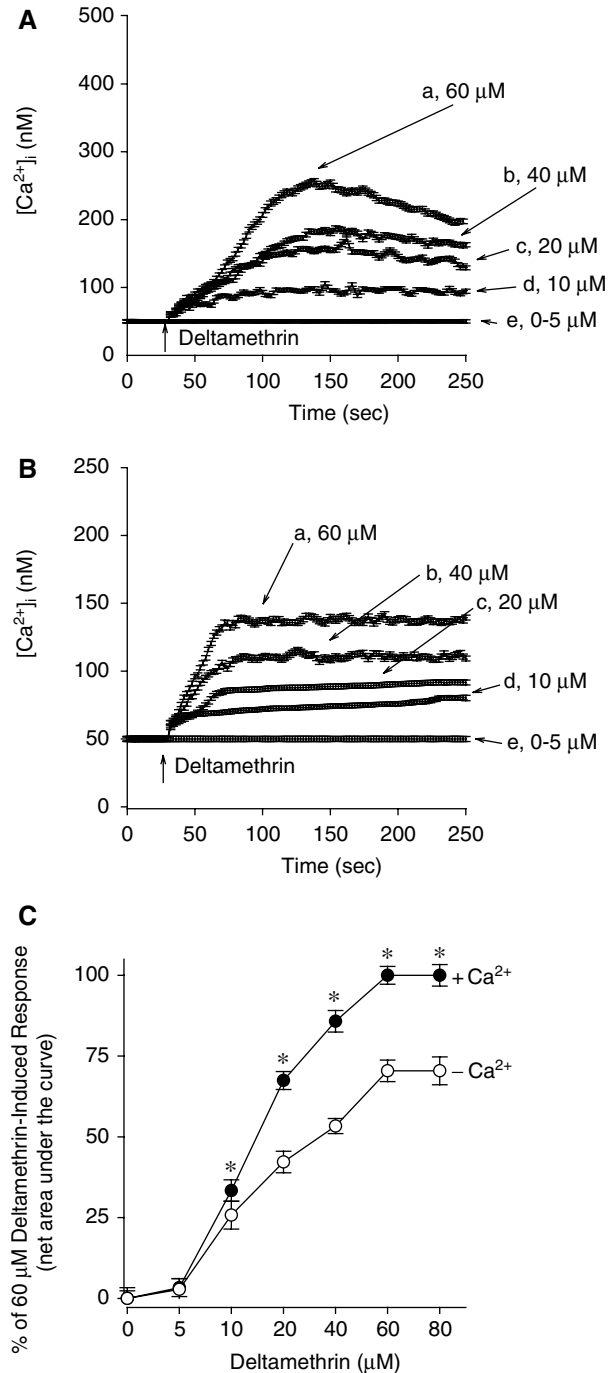 A
500
400
300
200
100
0
[Ca²⁺]ᵢ (nM)
a, 60 μM
b, 40 μM
c, 20 μM
d, 10 μM
e, 0-5 μM
Deltamethrin
0 50 100 150 200 250
Time (sec)
B
250
200
150
100
50
0
[Ca²⁺]ᵢ (nM)
a, 60 μM
b, 40 μM
c, 20 μM
d, 10 μM
e, 0-5 μM
Deltamethrin
0 50 100 150 200 250
Time (sec)
C
% of 60 μM Deltamethrin-Induced Response
(net area under the curve)
100
75
50
25
0
* * * * *
+ Ca²⁺
– Ca²⁺
0 5 10 20 40 60 80
Deltamethrin (μM)